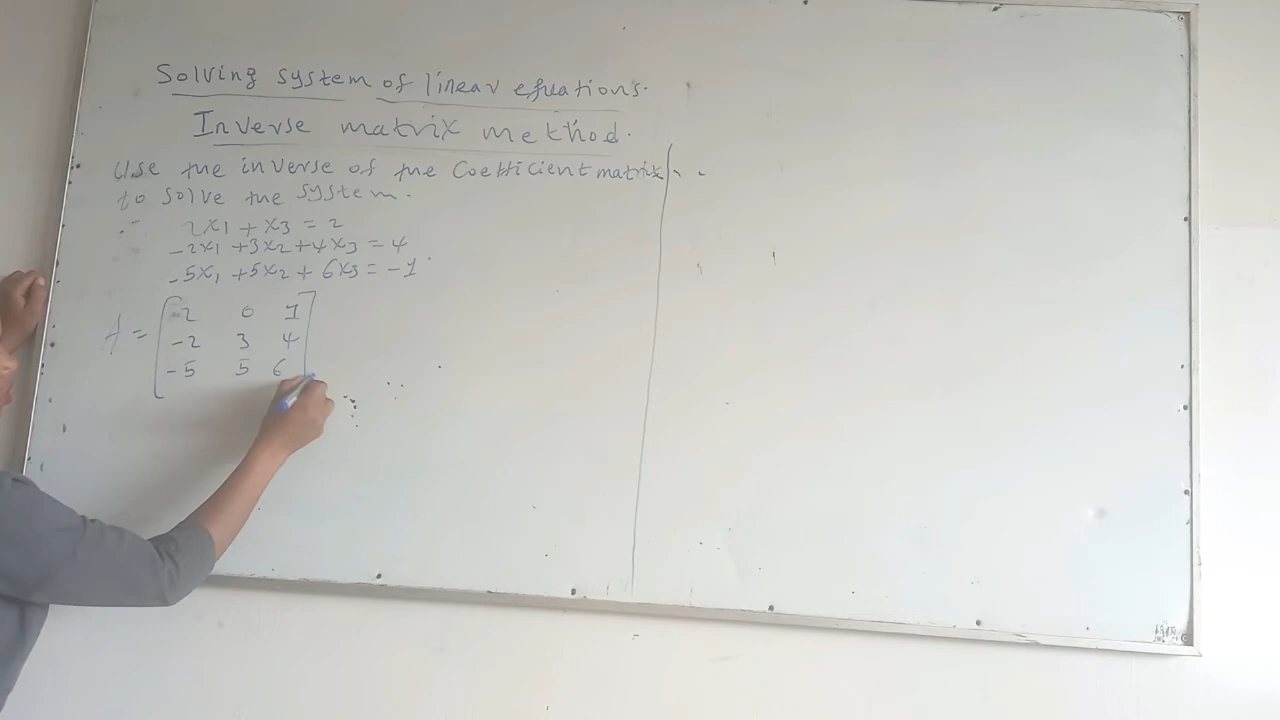 Solving system of linear equations.
Inverse matrix method.
Use the inverse of the coefficient matrix
to solve the system.
2x1 + x3 = 2
-2x1 + 3x2 + 4x3 = 4
-5x1 + 5x2 + 6x3 = -1
A = [2 0 1
-2 3 4
-5 5 6]